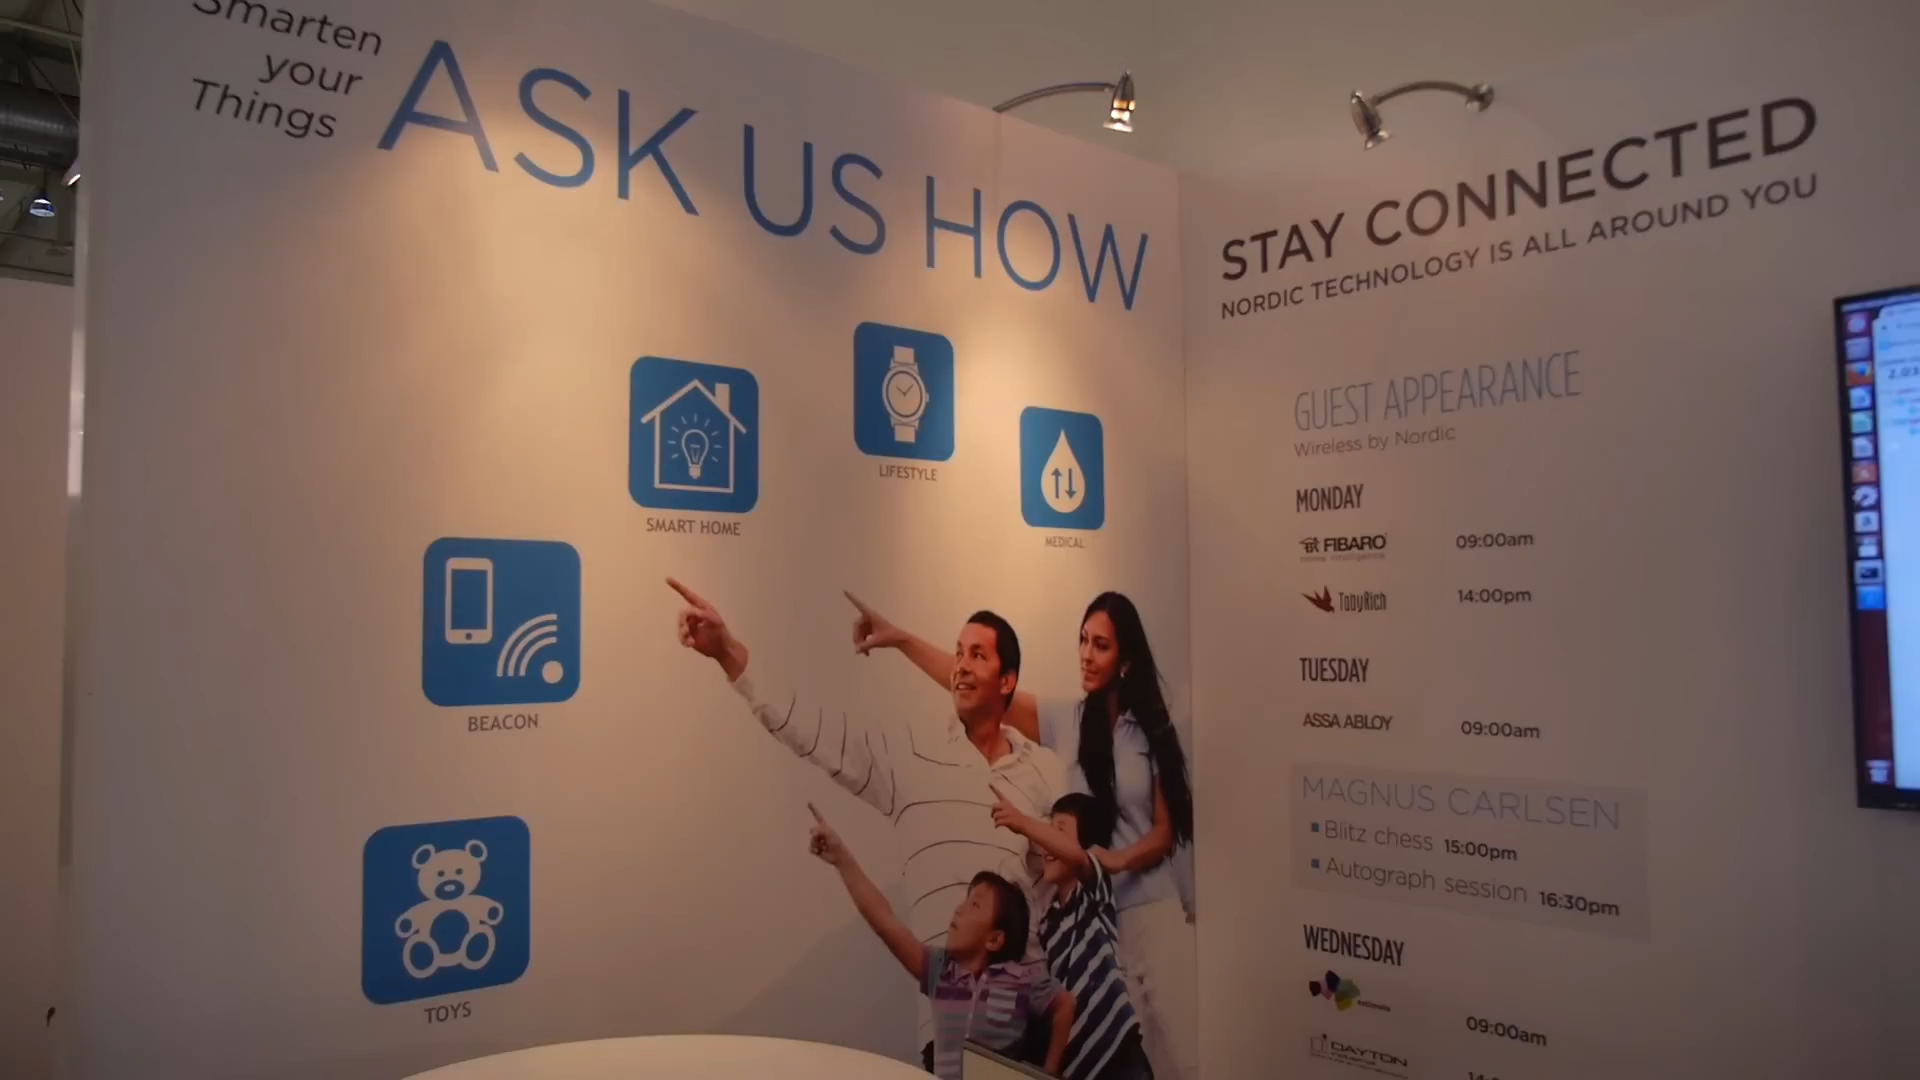 Smarten
your
Things
ASK US HOW
SMART HOME
LIFESTYLE
MEDICAL
BEACON
TOYS
STAY CONNECTED
NORDIC TECHNOLOGY IS ALL AROUND YOU
GUEST APPEARANCE
Wireless by Nordic
MONDAY
FIBARO 09:00am
TobyRich 14:00pm
TUESDAY
ASSA ABLOY 09:00am
MAGNUS CARLSEN
▪ Blitz chess 15:00pm
▪ Autograph session 16:30pm
WEDNESDAY
09:00am
DAYTON